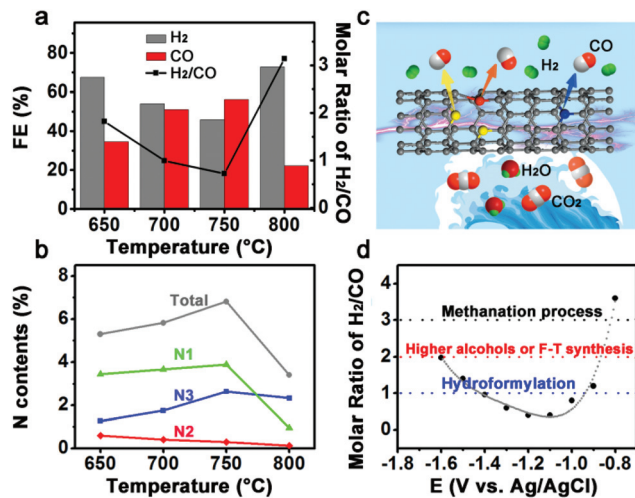 a
H₂
CO
H₂/CO
FE (%)
80
60
40
20
0
3
2
1
0
Molar Ratio of H₂/CO
650 700 750 800
Temperature (°C)
b
N contents (%)
8
6
4
2
0
Total
N1
N3
N2
650 700 750 800
Temperature (°C)
c
CO
H₂
H₂O
CO₂
d
Molar Ratio of H₂/CO
5
4
3
2
1
0
Methanation process
Higher alcohols or F-T synthesis
Hydroformylation
-1.8 -1.6 -1.4 -1.2 -1.0 -0.8
E (V vs. Ag/AgCl)